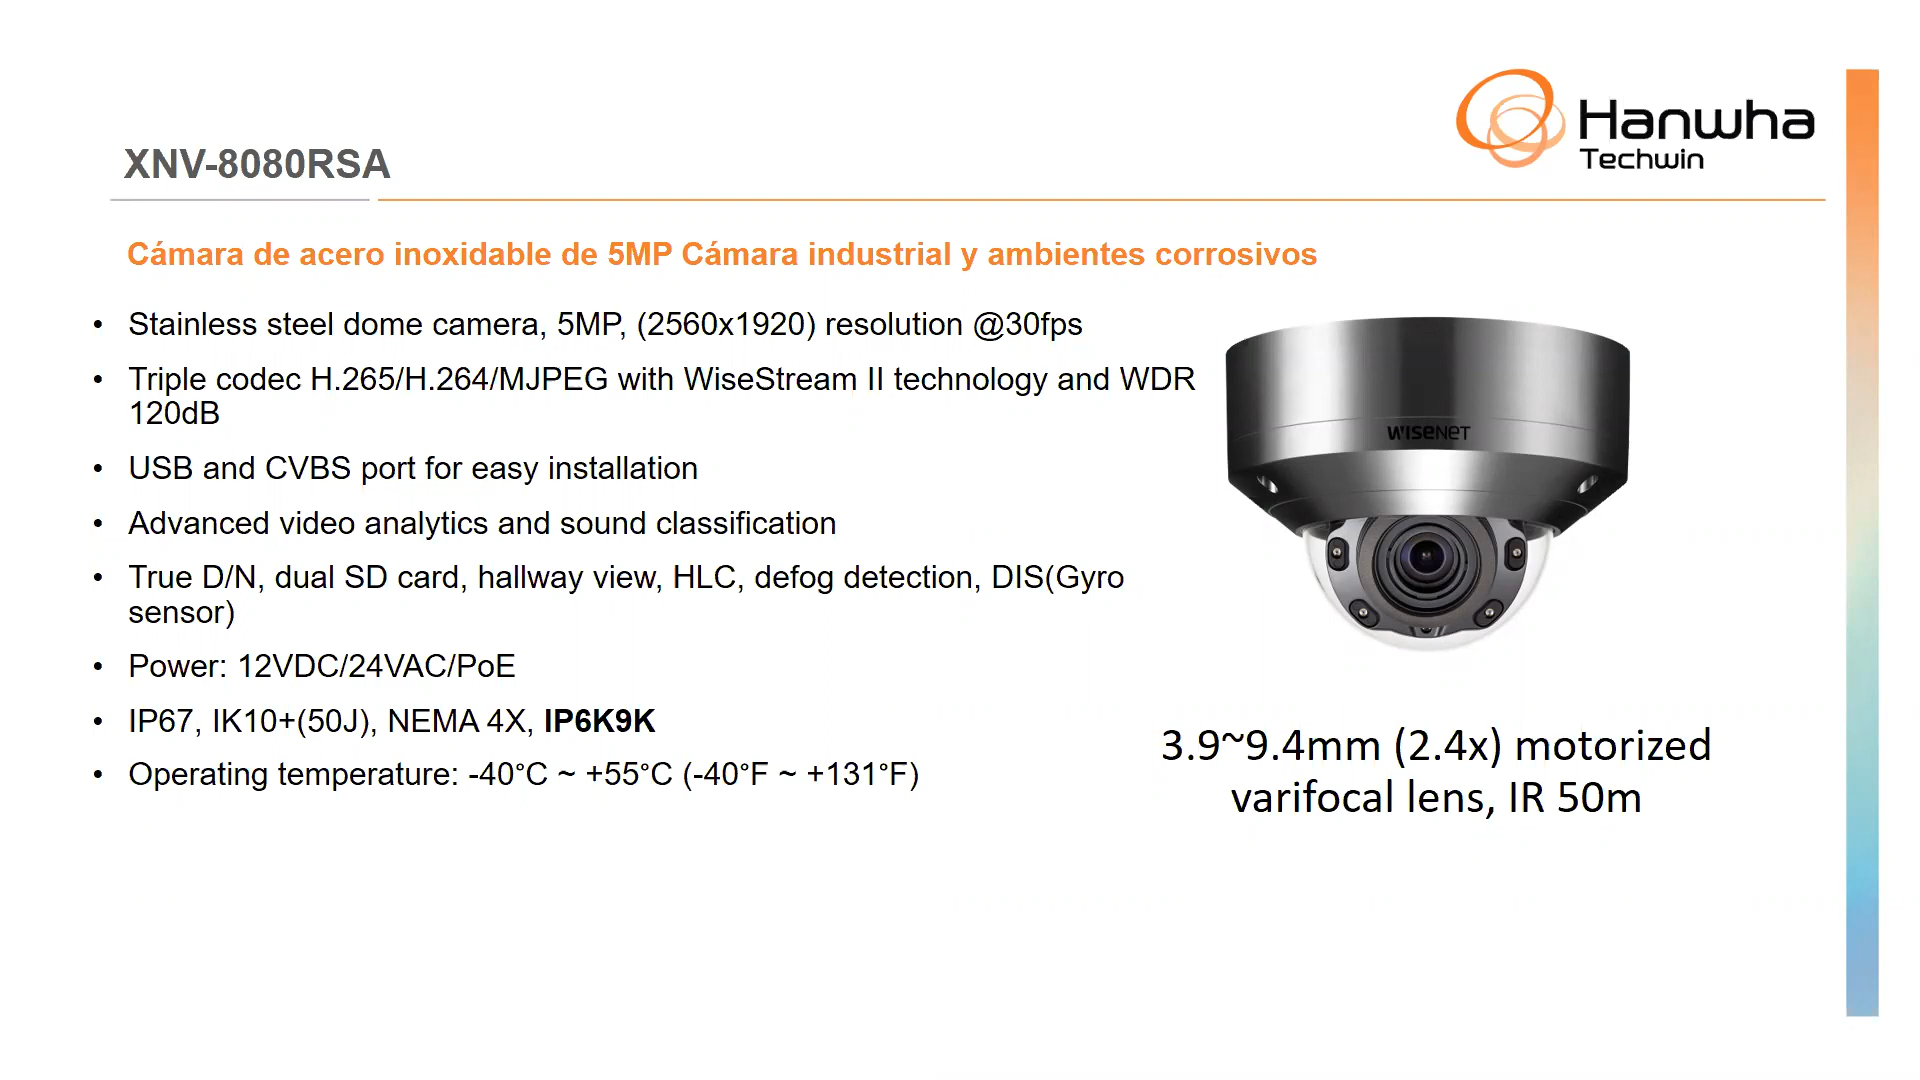 Hanwha
Techwin
XNV-8080RSA
Cámara de acero inoxidable de 5MP Cámara industrial y ambientes corrosivos
• Stainless steel dome camera, 5MP, (2560x1920) resolution @30fps
• Triple codec H.265/H.264/MJPEG with WiseStream II technology and WDR
120dB
• USB and CVBS port for easy installation
• Advanced video analytics and sound classification
• True D/N, dual SD card, hallway view, HLC, defog detection, DIS(Gyro
sensor)
• Power: 12VDC/24VAC/PoE
• IP67, IK10+(50J), NEMA 4X, IP6K9K
• Operating temperature: -40°C ~ +55°C (-40°F ~ +131°F)
WISENET
3.9~9.4mm (2.4x) motorized
varifocal lens, IR 50m